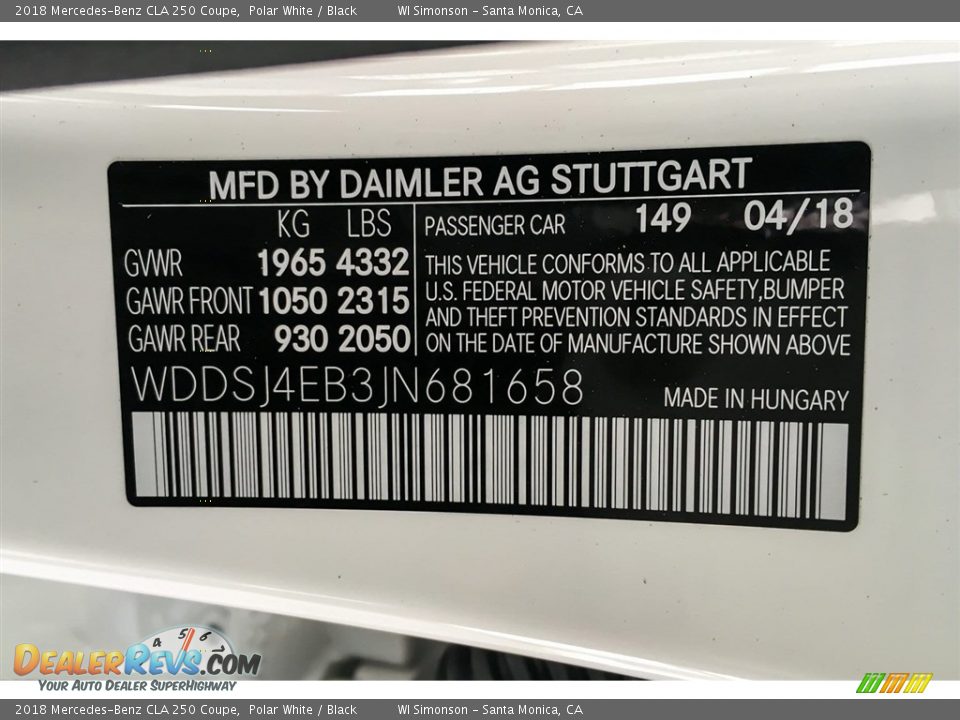 2018 Mercedes-Benz CLA 250 Coupe, Polar White / Black WI Simonson - Santa Monica, CA
MFD BY DAIMLER AG STUTTGART
KG LBS
GVWR 1965 4332
GAWR FRONT 1050 2315
GAWR REAR 930 2050
PASSENGER CAR 149 04/18
THIS VEHICLE CONFORMS TO ALL APPLICABLE
U.S. FEDERAL MOTOR VEHICLE SAFETY,BUMPER
AND THEFT PREVENTION STANDARDS IN EFFECT
ON THE DATE OF MANUFACTURE SHOWN ABOVE
WDDSJ4EB3JN681658
MADE IN HUNGARY
4 5 6 7
DEALERREVS.COM
YOUR AUTO DEALER SUPERHIGHWAY
2018 Mercedes-Benz CLA 250 Coupe, Polar White / Black WI Simonson - Santa Monica, CA